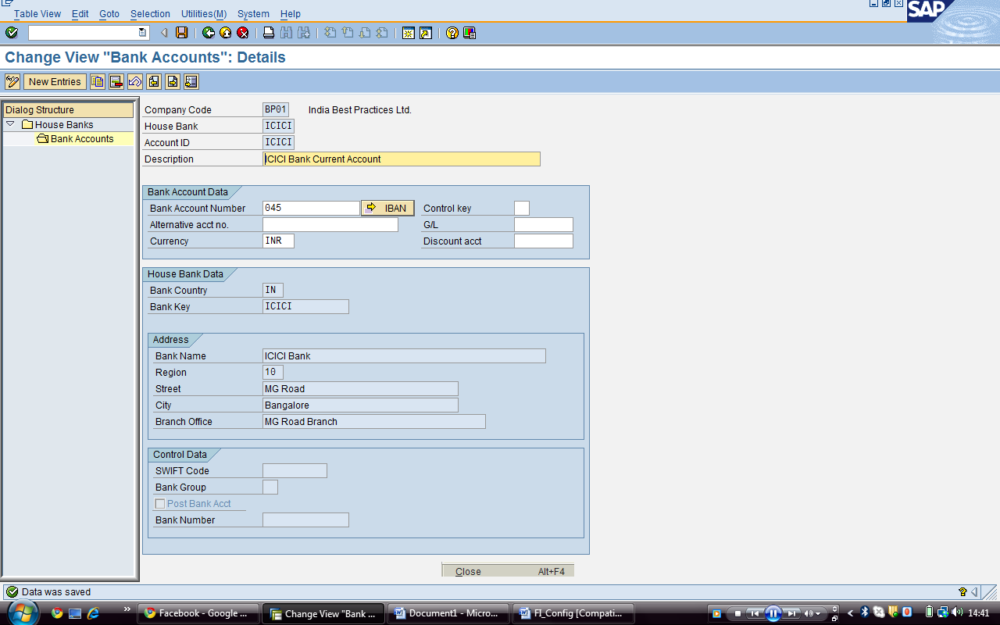 Table View Edit Goto Selection Utilities(M) System Help
SAP
Change View "Bank Accounts": Details
New Entries
Dialog Structure
House Banks
Bank Accounts
Company Code BP01 India Best Practices Ltd.
House Bank ICICI
Account ID ICICI
Description ICICI Bank Current Account
Bank Account Data
Bank Account Number 045 IBAN Control key
Alternative acct no. G/L
Currency INR Discount acct
House Bank Data
Bank Country IN
Bank Key ICICI
Address
Bank Name ICICI Bank
Region 10
Street MG Road
City Bangalore
Branch Office MG Road Branch
Control Data
SWIFT Code
Bank Group
Post Bank Acct
Bank Number
Close Alt+F4
Data was saved
Facebook - Google ... Change View "Bank ... Document1 - Micro... FI_Config [Compati... 14:41